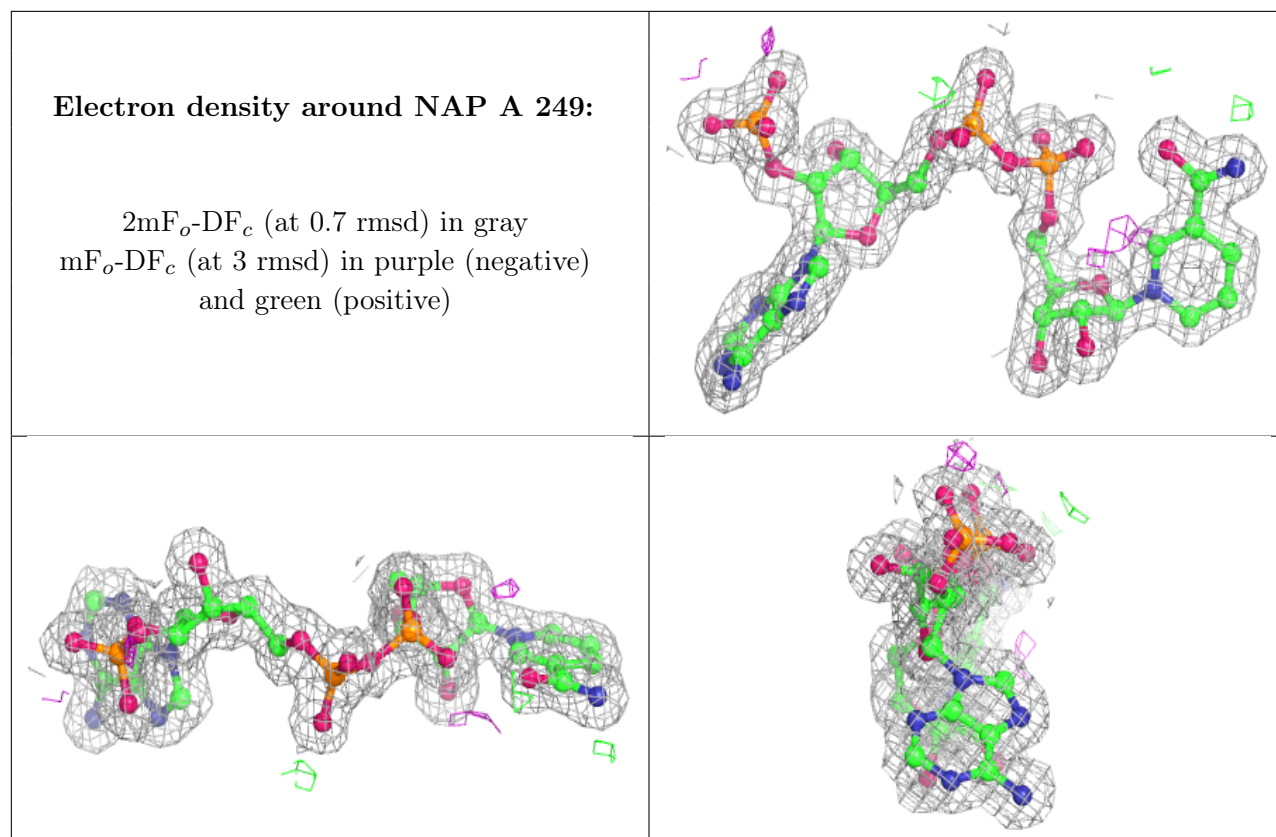 Electron density around NAP A 249:
2mFo-DFc (at 0.7 rmsd) in gray
mFo-DFc (at 3 rmsd) in purple (negative)
and green (positive)